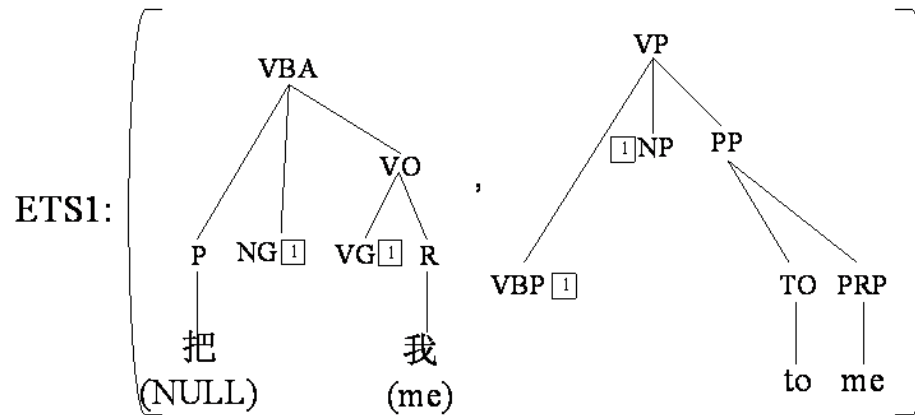 ETS1:
VBA
VO
P NG 1 VG 1 R
把 我
(NULL) (me)
,
VP
1 NP PP
VBP 1 TO PRP
to me